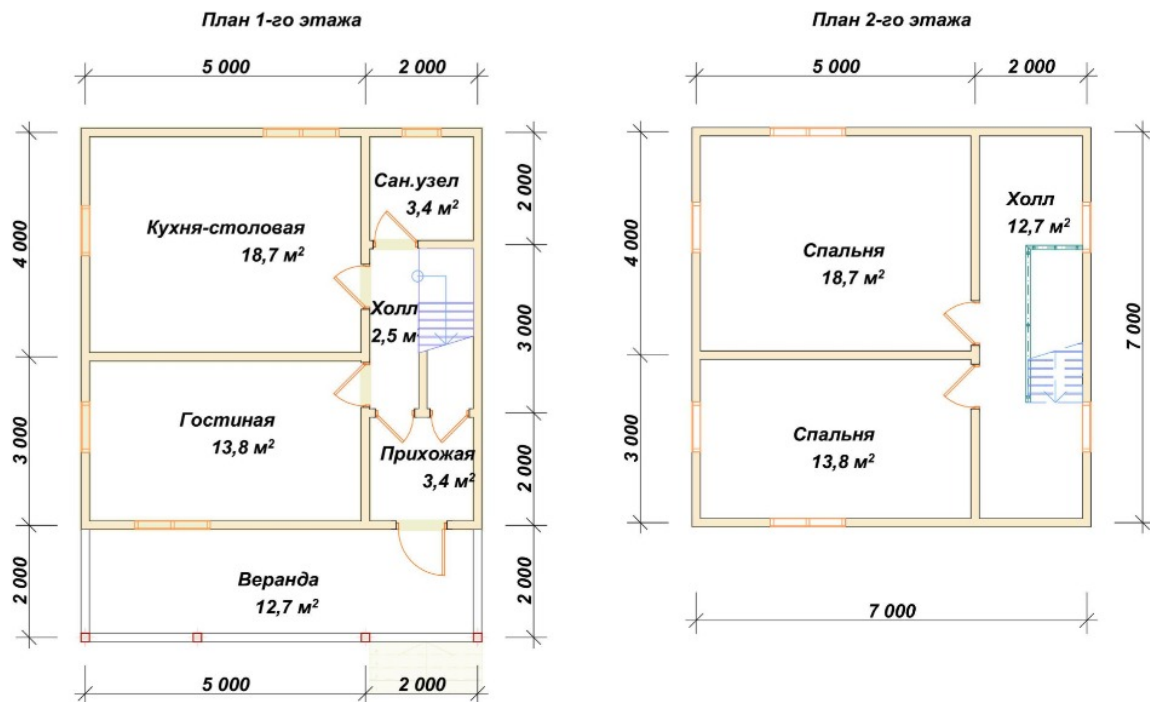 План 1-го этажа
5 000
2 000
4 000
3 000
2 000
Кухня-столовая
18,7 м²
Сан.узел
3,4 м²
Холл
2,5 м
Гостиная
13,8 м²
Прихожая
3,4 м²
Веранда
12,7 м²
2 000
3 000
2 000
2 000
5 000
2 000
План 2-го этажа
5 000
2 000
4 000
3 000
Спальня
18,7 м²
Холл
12,7 м²
Спальня
13,8 м²
7 000
7 000